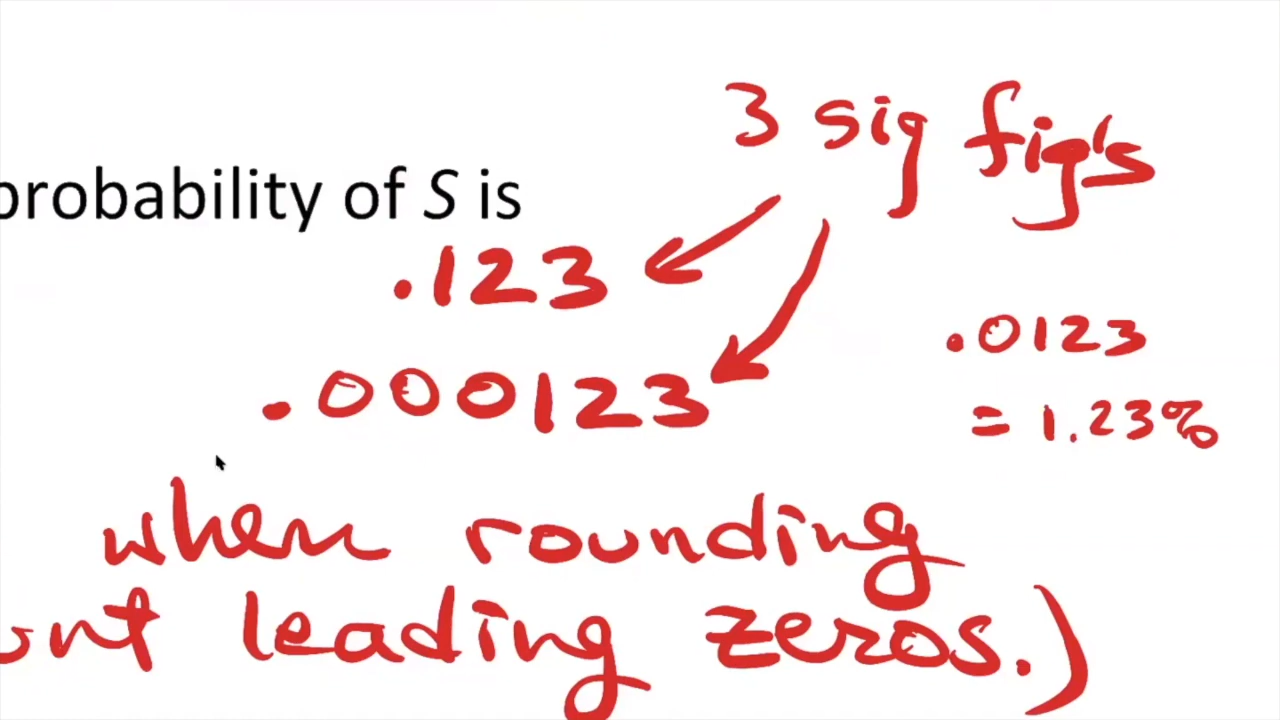 3 sig fig's
probability of S is
.123
.0123
.000123
= 1.23%
when rounding
leading zeros.)